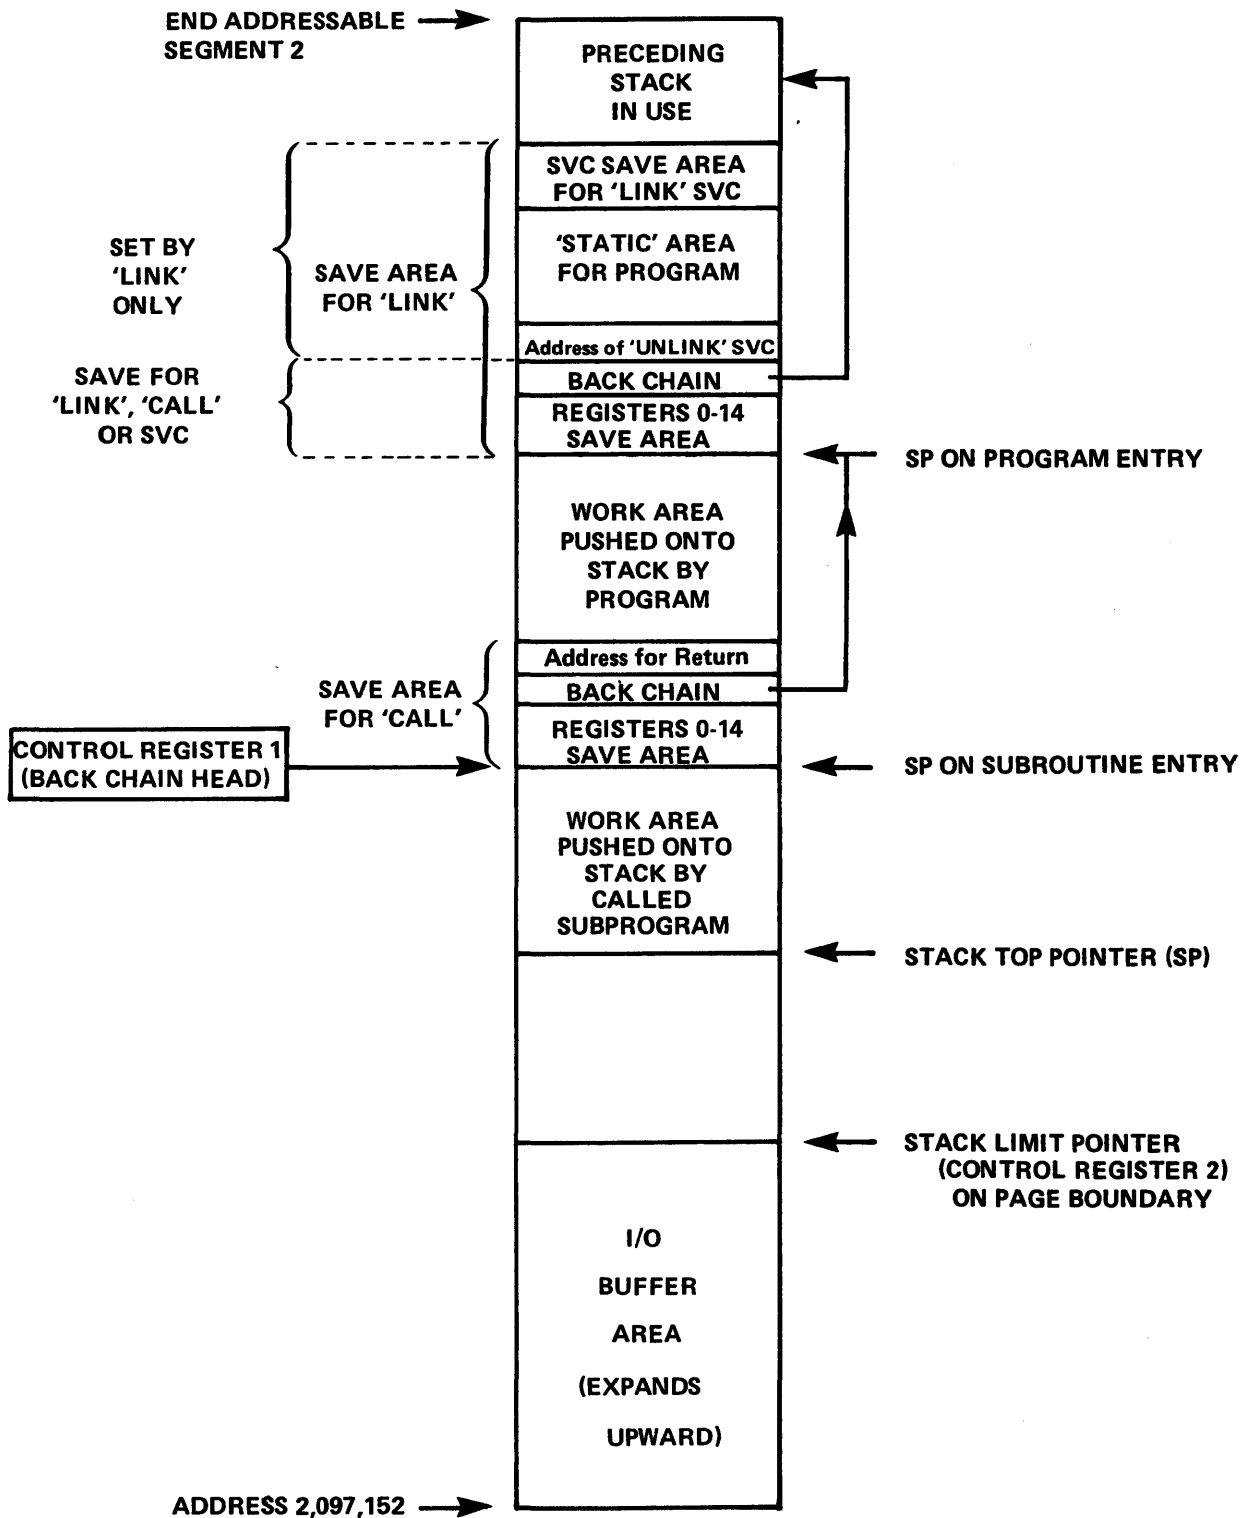 END ADDRESSABLE
SEGMENT 2
PRECEDING
STACK
IN USE
SVC SAVE AREA
FOR ‘LINK’ SVC
‘STATIC’ AREA
FOR PROGRAM
SET BY
‘LINK’
ONLY
SAVE AREA
FOR ‘LINK’
Address of ‘UNLINK’ SVC
SAVE FOR
‘LINK’, ‘CALL’
OR SVC
BACK CHAIN
REGISTERS 0-14
SAVE AREA
SP ON PROGRAM ENTRY
WORK AREA
PUSHED ONTO
STACK BY
PROGRAM
Address for Return
SAVE AREA
FOR ‘CALL’
BACK CHAIN
REGISTERS 0-14
SAVE AREA
CONTROL REGISTER 1
(BACK CHAIN HEAD)
SP ON SUBROUTINE ENTRY
WORK AREA
PUSHED ONTO
STACK BY
CALLED
SUBPROGRAM
STACK TOP POINTER (SP)
STACK LIMIT POINTER
(CONTROL REGISTER 2)
ON PAGE BOUNDARY
I/O
BUFFER
AREA
(EXPANDS
UPWARD)
ADDRESS 2,097,152